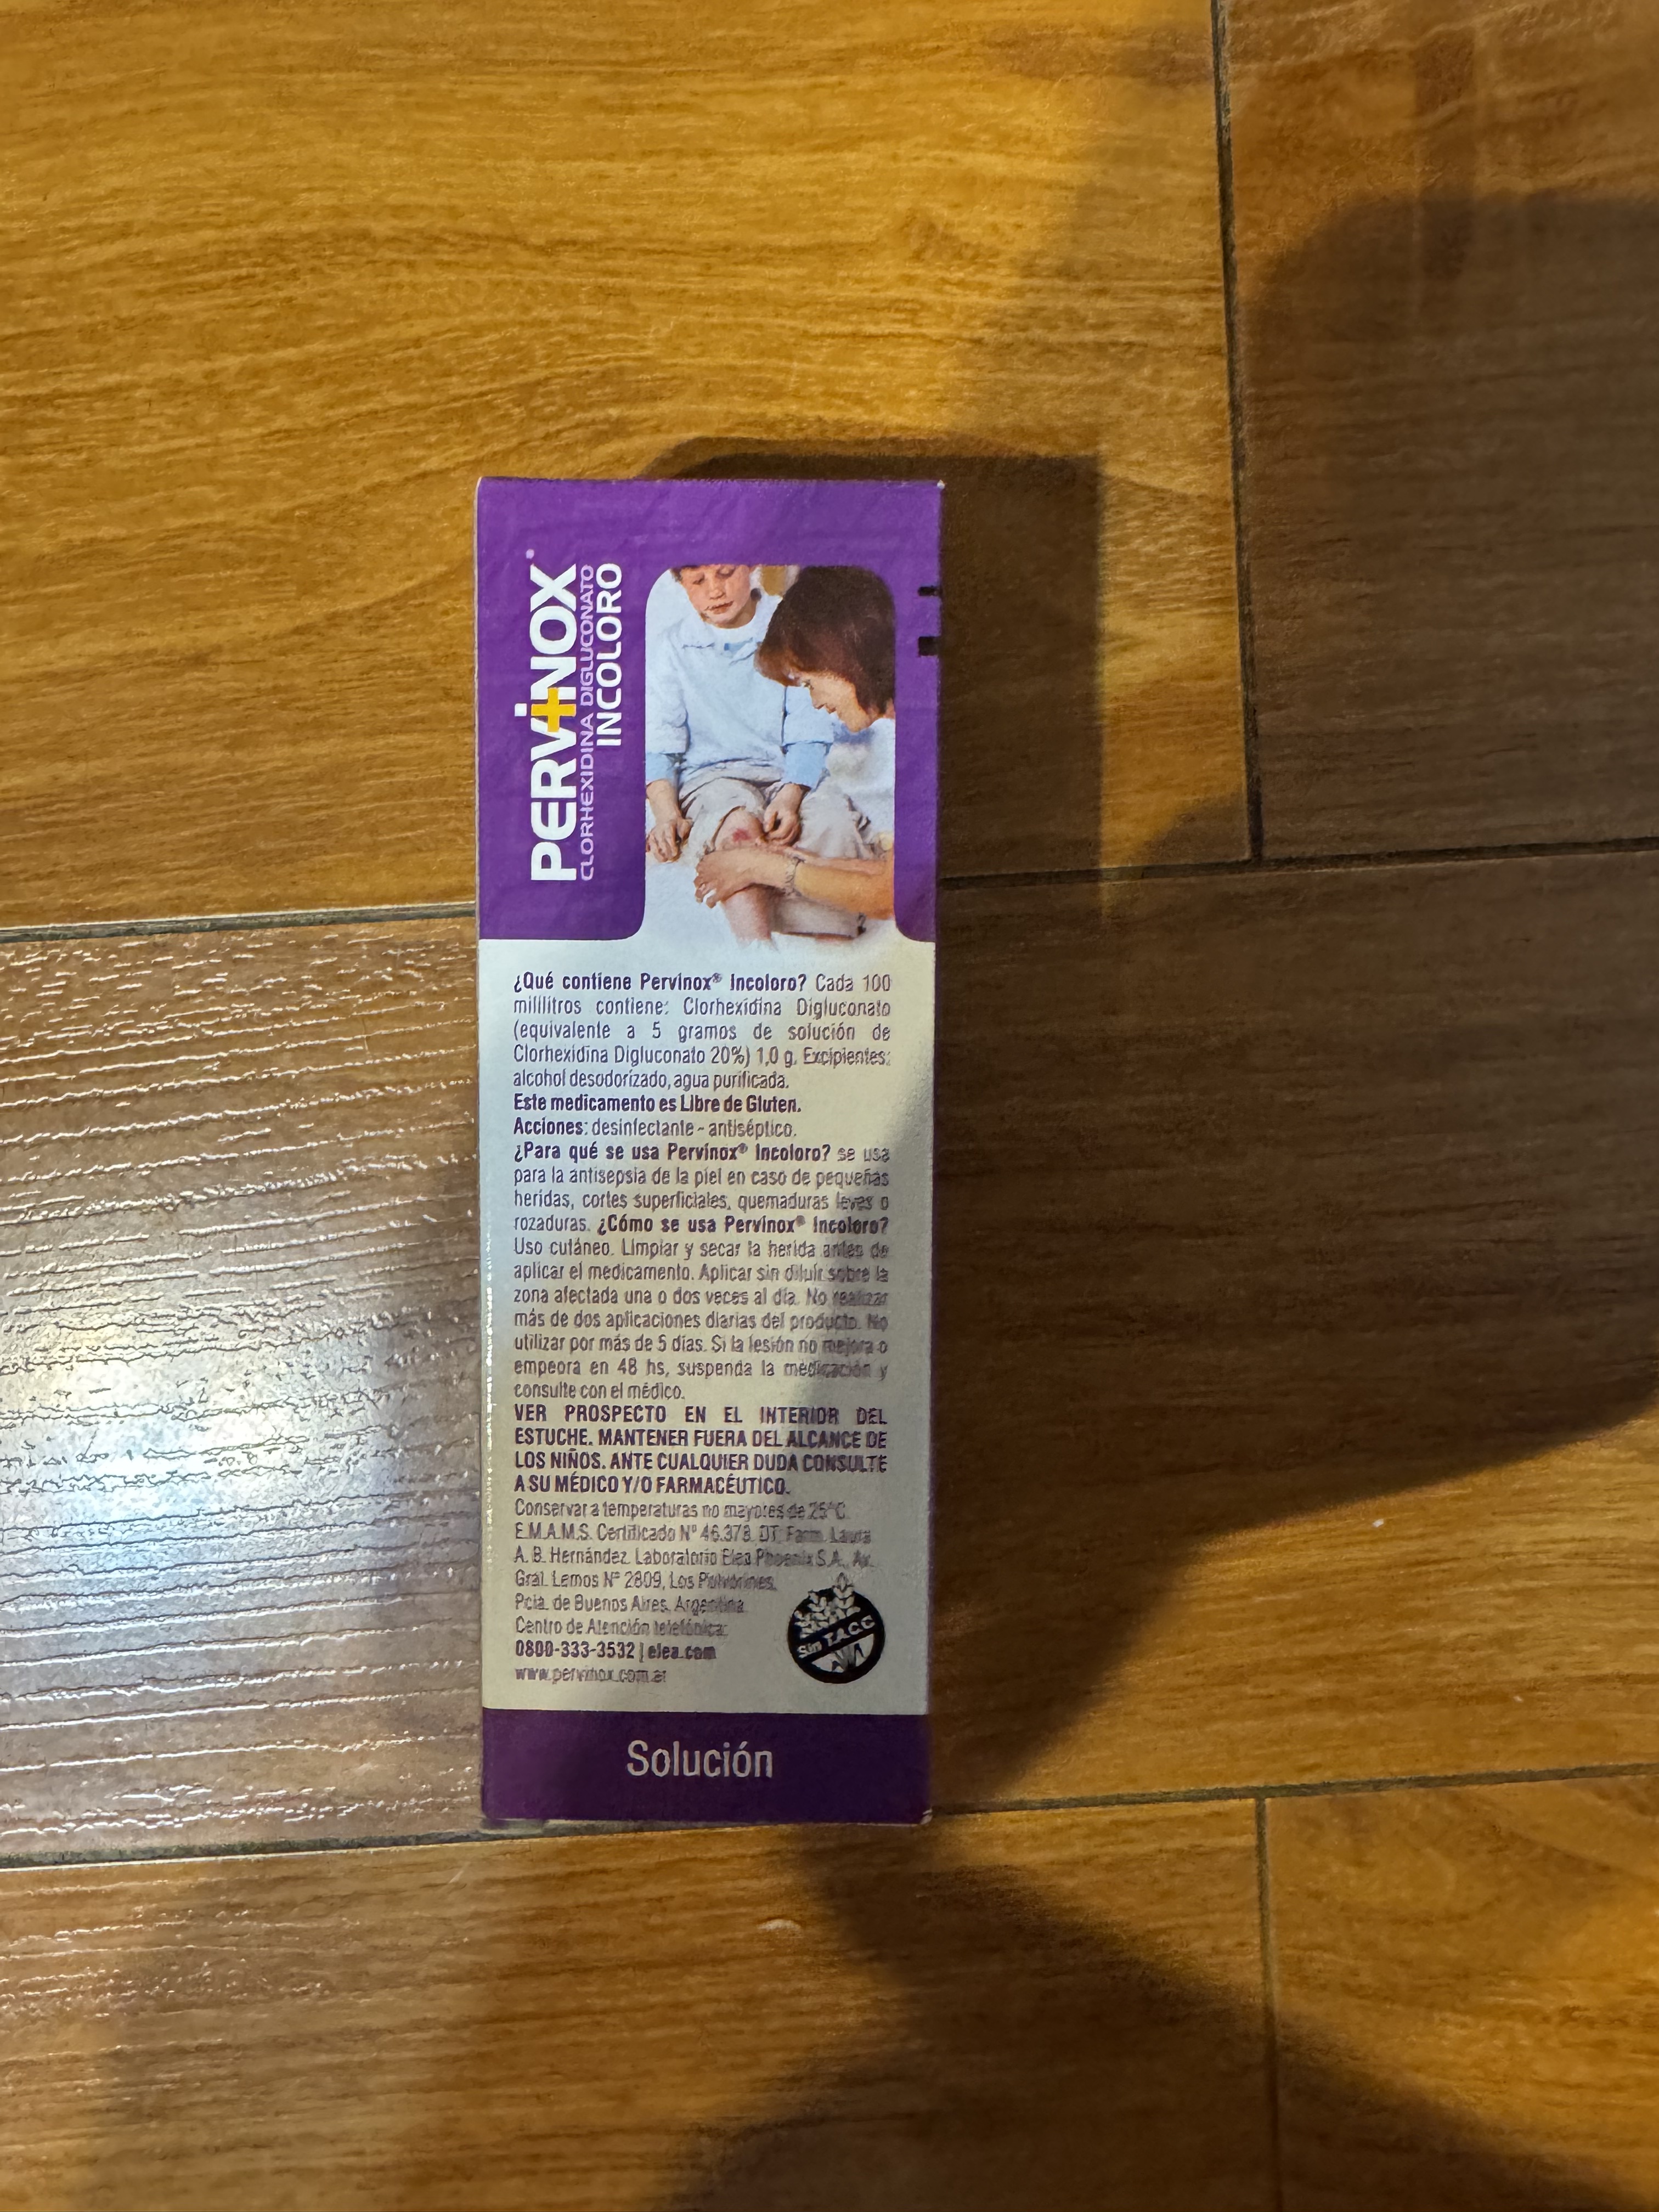 PERVINOX®
CLORHEXIDINA DIGLUCONATO
INCOLORO
¿Qué contiene Pervinox® Incoloro? Cada 100
mililitros contiene: Clorhexidina Digluconato
(equivalente a 5 gramos de solución de
Clorhexidina Digluconato 20%) 1,0 g. Excipientes:
alcohol desodorizado, agua purificada.
Este medicamento es Libre de Gluten.
Acciones: desinfectante - antiséptico.
¿Para qué se usa Pervinox® Incoloro? se usa
para la antisepsia de la piel en caso de pequeñas
heridas, cortes superficiales, quemaduras leves o
rozaduras. ¿Cómo se usa Pervinox® Incoloro?
Uso cutáneo. Limpiar y secar la herida antes de
aplicar el medicamento. Aplicar sin diluir sobre la
zona afectada una o dos veces al día. No realizar
más de dos aplicaciones diarias del producto. No
utilizar por más de 5 días. Si la lesión no mejora o
empeora en 48 hs, suspenda la medicación y
consulte con el médico.
VER PROSPECTO EN EL INTERIOR DEL
ESTUCHE. MANTENER FUERA DEL ALCANCE DE
LOS NIÑOS. ANTE CUALQUIER DUDA CONSULTE
A SU MÉDICO Y/O FARMACÉUTICO.
Conservar a temperaturas no mayores de 25°C.
E.M.A.M.S. Certificado Nº 46.378. DT: Farm. Laura
A. B. Hernández. Laboratorio Elea Phoenix S.A., Av.
Gral. Lemos Nº 2809, Los Polvorines,
Pcia. de Buenos Aires, Argentina.
Centro de Atención telefónica:
0800-333-3532 | elea.com
www.pervinox.com.ar
Sin T.A.C.C
Solución